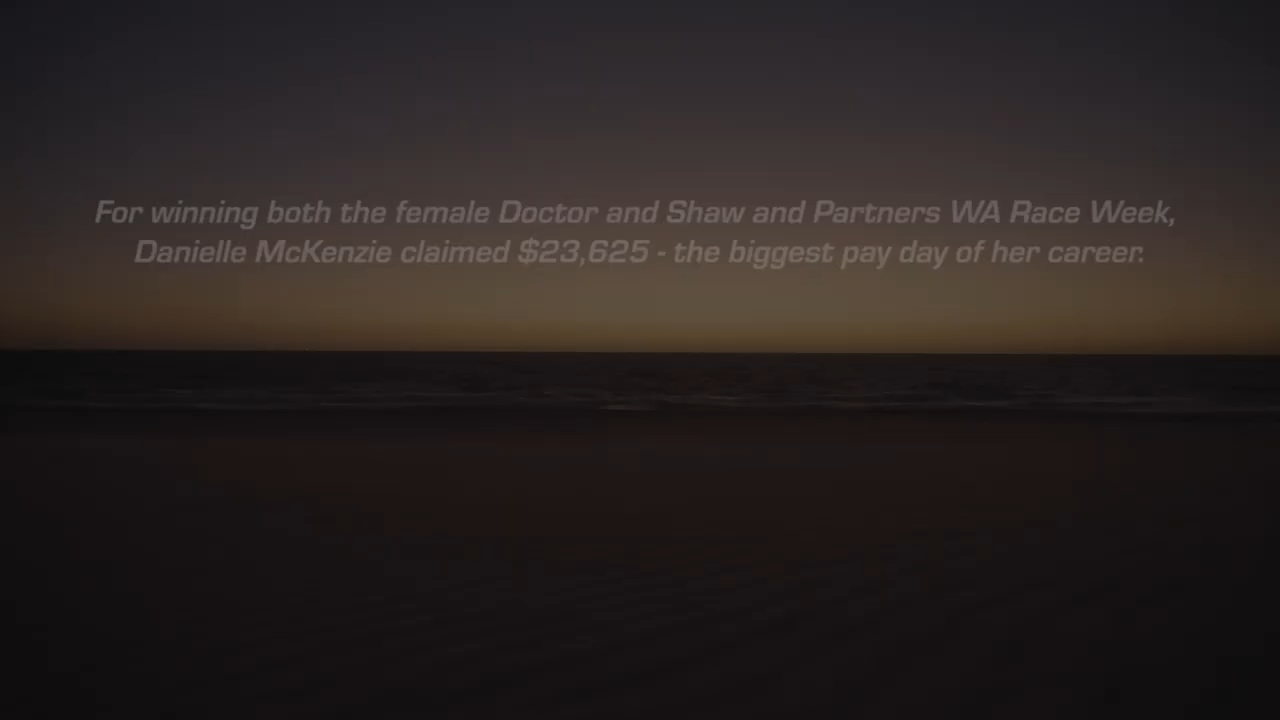 For winning both the female Doctor and Shaw and Partners WA Race Week,
Danielle McKenzie claimed $23,625 - the biggest pay day of her career.